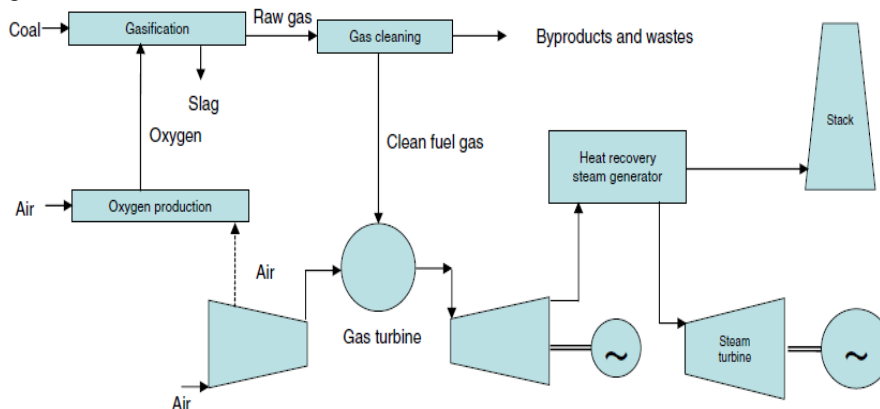 Coal
Gasification
Raw gas
Gas cleaning
Byproducts and wastes
Slag
Oxygen
Clean fuel gas
Stack
Heat recovery
steam generator
Air
Oxygen production
Air
Gas turbine
Steam
turbine
~
~
Air